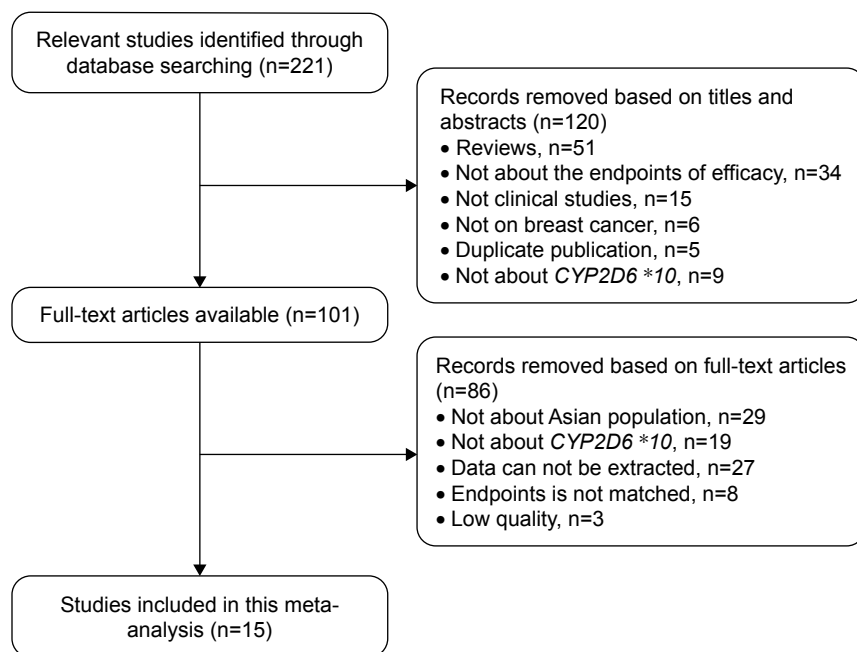 Relevant studies identified through
database searching (n=221)
Records removed based on titles and
abstracts (n=120)
• Reviews, n=51
• Not about the endpoints of efficacy, n=34
• Not clinical studies, n=15
• Not on breast cancer, n=6
• Duplicate publication, n=5
• Not about CYP2D6 *10, n=9
Full-text articles available (n=101)
Records removed based on full-text articles
(n=86)
• Not about Asian population, n=29
• Not about CYP2D6 *10, n=19
• Data can not be extracted, n=27
• Endpoints is not matched, n=8
• Low quality, n=3
Studies included in this meta-
analysis (n=15)